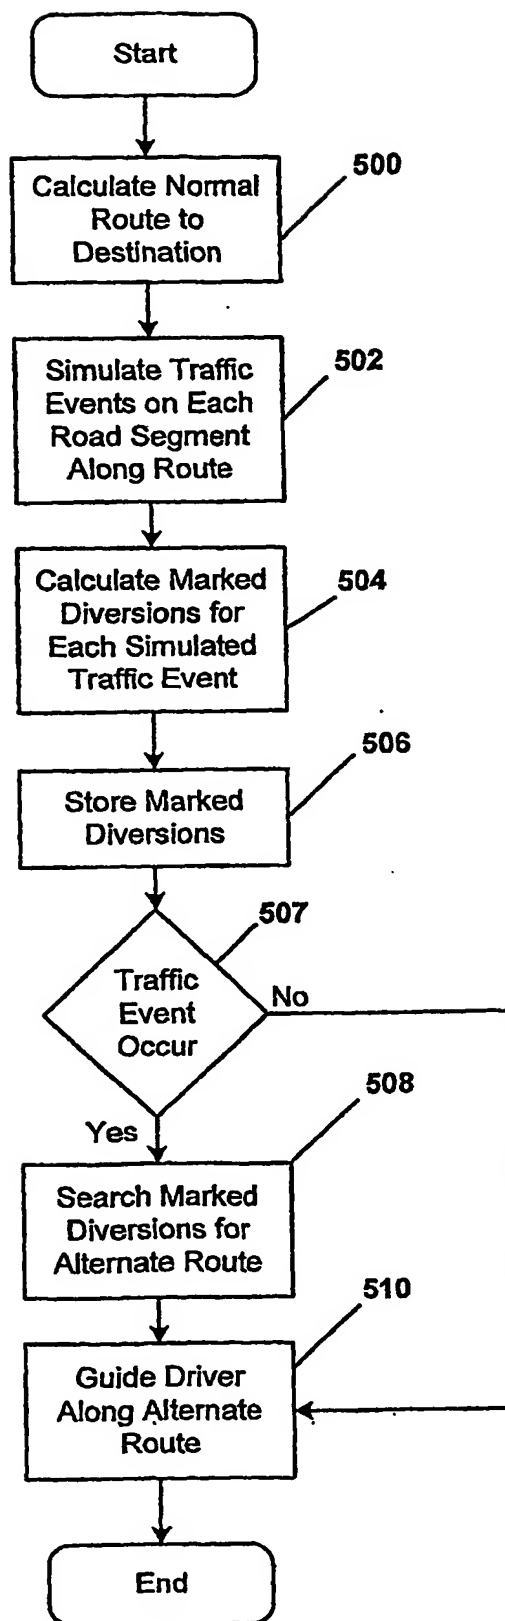 Start
500
Calculate Normal
Route to
Destination
502
Simulate Traffic
Events on Each
Road Segment
Along Route
504
Calculate Marked
Diversions for
Each Simulated
Traffic Event
506
Store Marked
Diversions
507
Traffic
Event
Occur
No
Yes
508
Search Marked
Diversions for
Alternate Route
510
Guide Driver
Along Alternate
Route
End